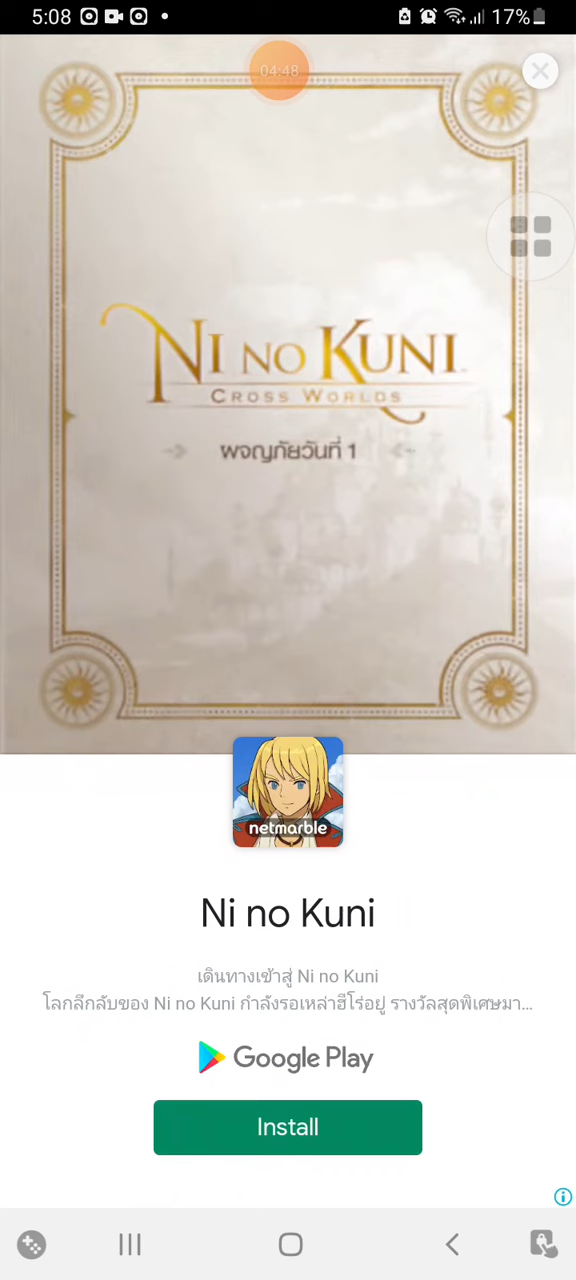 5:08
17%
04:48
NI NO KUNI
CROSS WORLDS
ผจญภัยวันที่ 1
netmarble
Ni no Kuni
เดินทางเข้าสู่ Ni no Kuni
โลกลึกลับของ Ni no Kuni กำลังรอเหล่าฮีโร่อยู่ รางวัลสุดพิเศษมา...
Google Play
Install